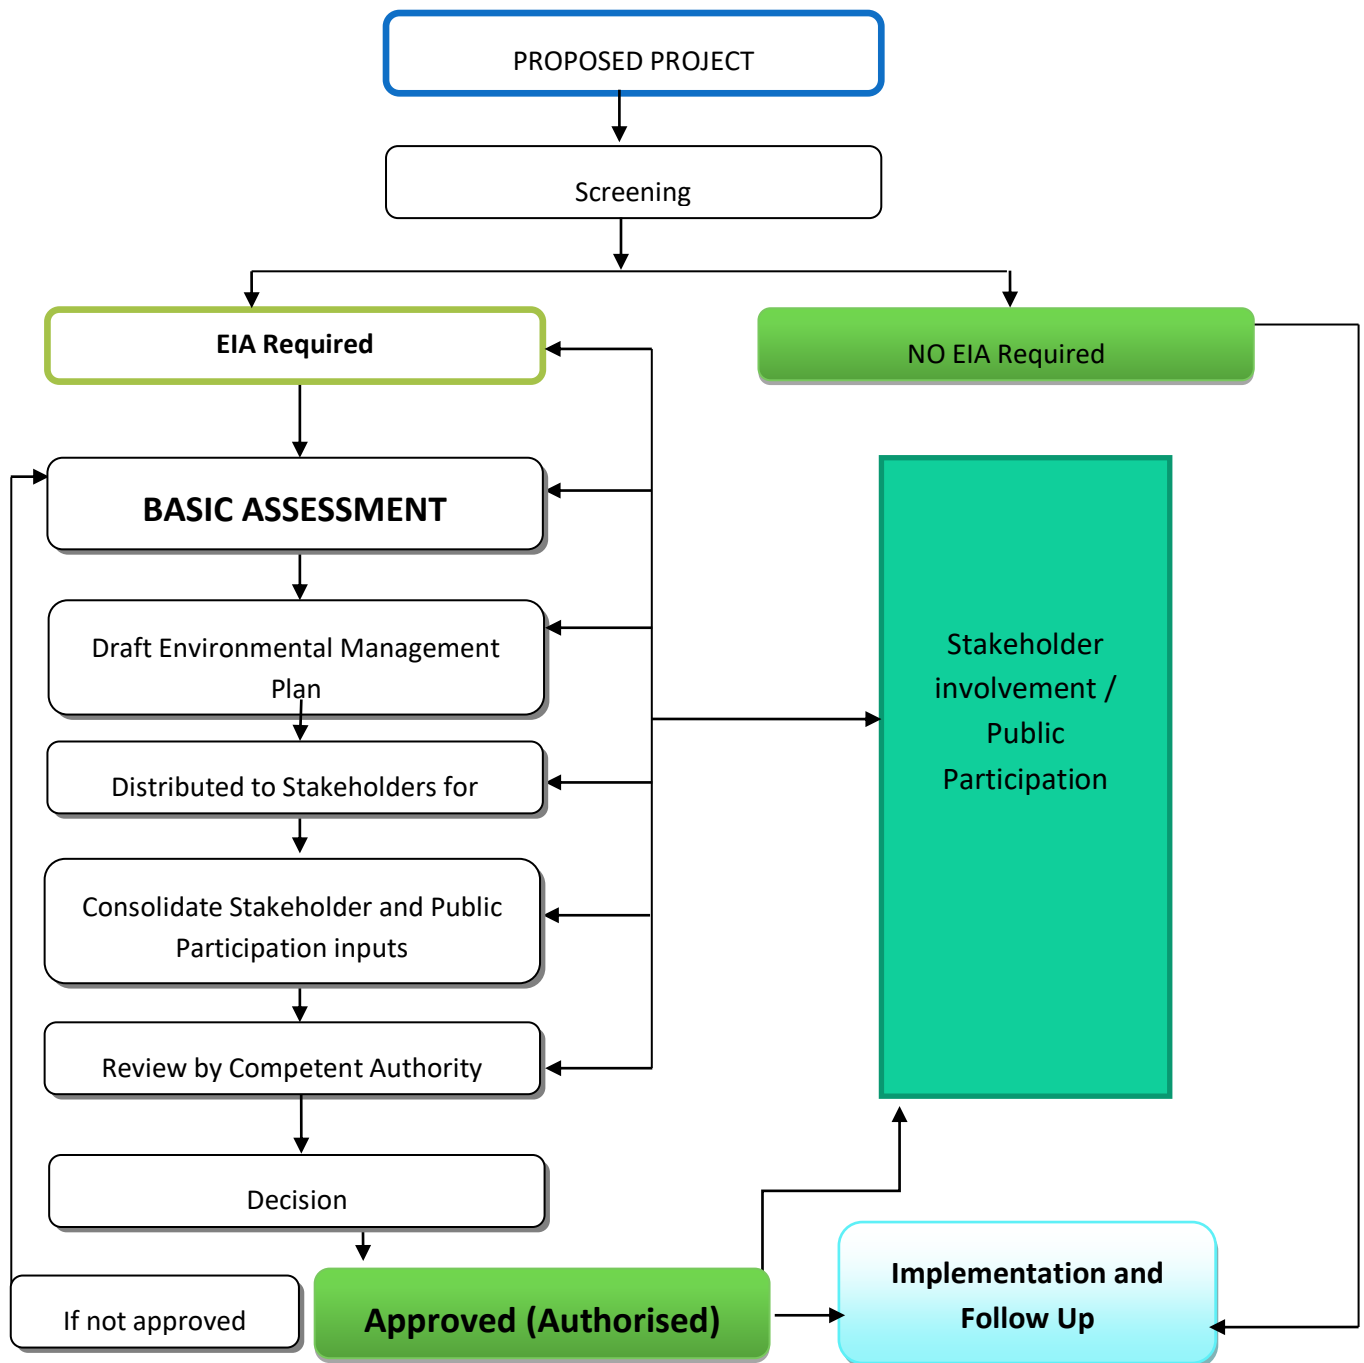 PROPOSED PROJECT
Screening
EIA Required
NO EIA Required
BASIC ASSESSMENT
Draft Environmental Management
Plan
Distributed to Stakeholders for
Consolidate Stakeholder and Public
Participation inputs
Review by Competent Authority
Decision
If not approved
Approved (Authorised)
Stakeholder
involvement /
Public
Participation
Implementation and
Follow Up